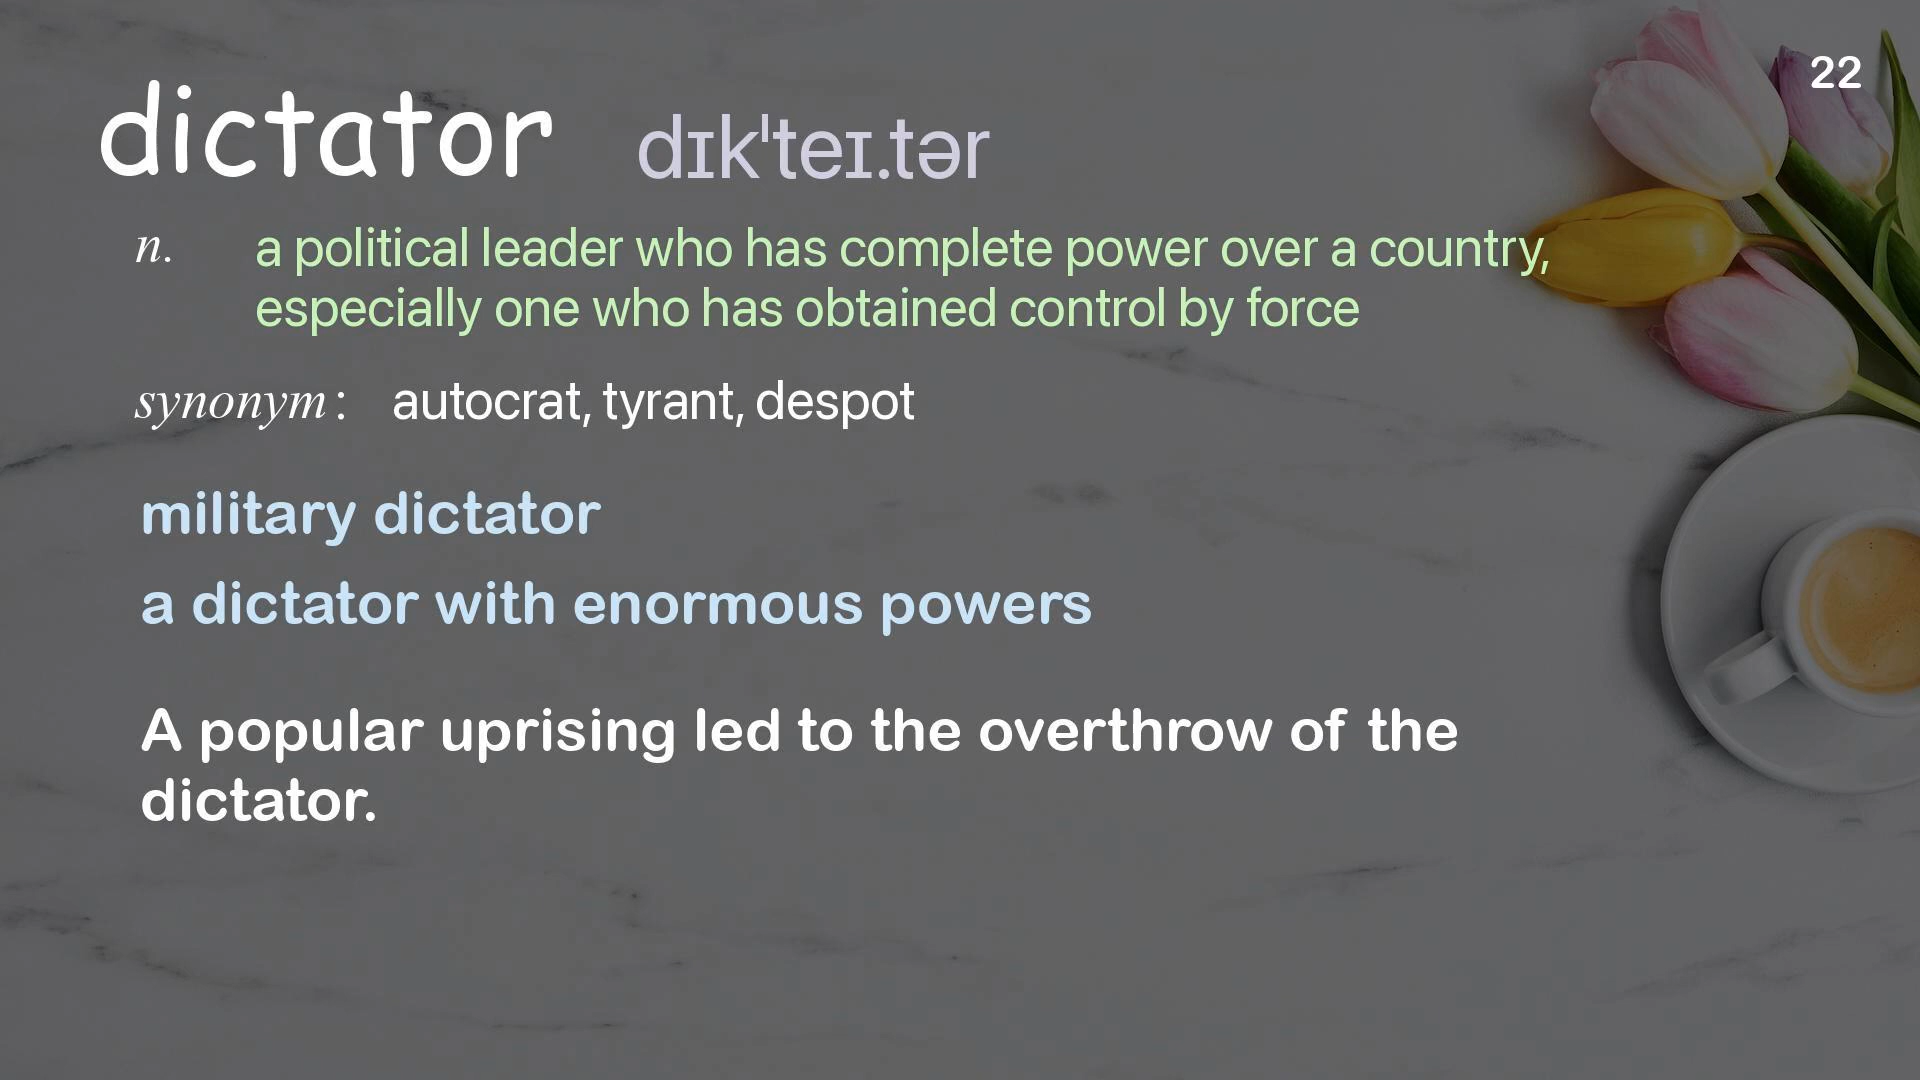 22
dictator dɪkˈteɪ.tər
n. a political leader who has complete power over a country,
especially one who has obtained control by force
synonym: autocrat, tyrant, despot
military dictator
a dictator with enormous powers
A popular uprising led to the overthrow of the
dictator.